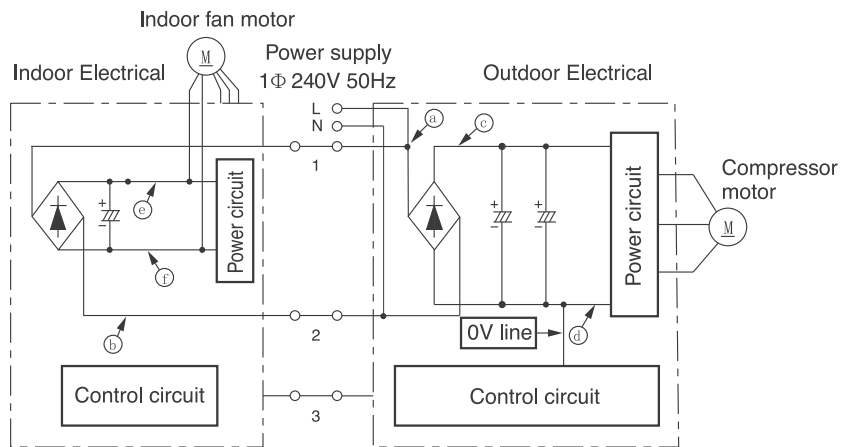 Indoor fan motor
M
Power supply
1Φ 240V 50Hz
Indoor Electrical
Outdoor Electrical
L
N
a
c
1
e
f
Power circuit
Power circuit
Compressor
motor
M
b
2
0V line
d
Control circuit
3
Control circuit
+
-
+
-
+
-